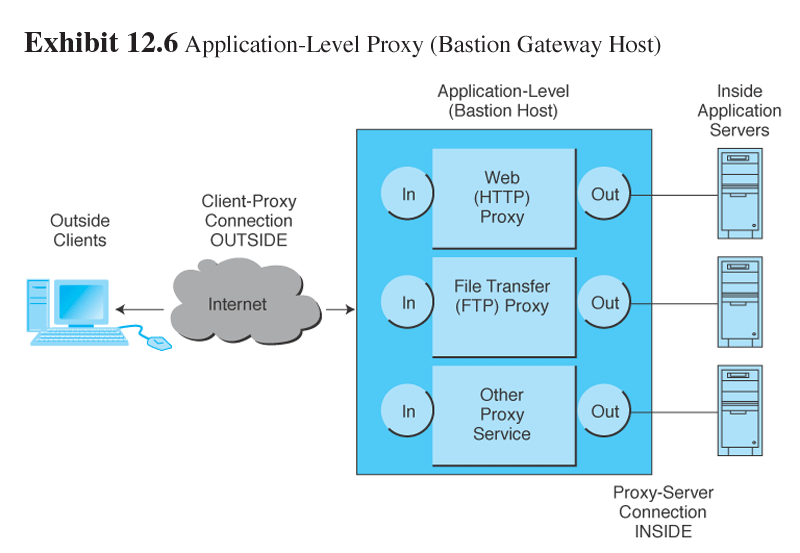 Exhibit 12.6 Application-Level Proxy (Bastion Gateway Host)
Application-Level
(Bastion Host)
Inside
Application
Servers
Outside
Clients
Client-Proxy
Connection
OUTSIDE
Internet
In
Web
(HTTP)
Proxy
Out
In
File Transfer
(FTP) Proxy
Out
In
Other
Proxy
Service
Out
Proxy-Server
Connection
INSIDE